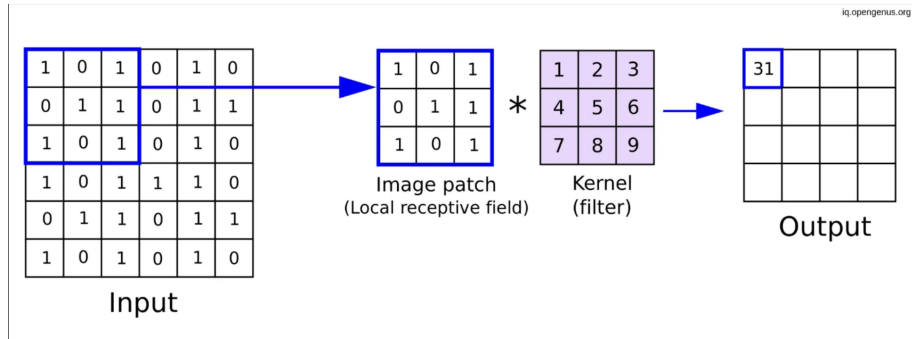 iq.opengenus.org
1 0 1 0 1 0
0 1 1 0 1 1
1 0 1 0 1 0
1 0 1 1 1 0
0 1 1 0 1 1
1 0 1 0 1 0
Input
1 0 1
0 1 1
1 0 1
Image patch
(Local receptive field)
*
1 2 3
4 5 6
7 8 9
Kernel
(filter)
31
Output